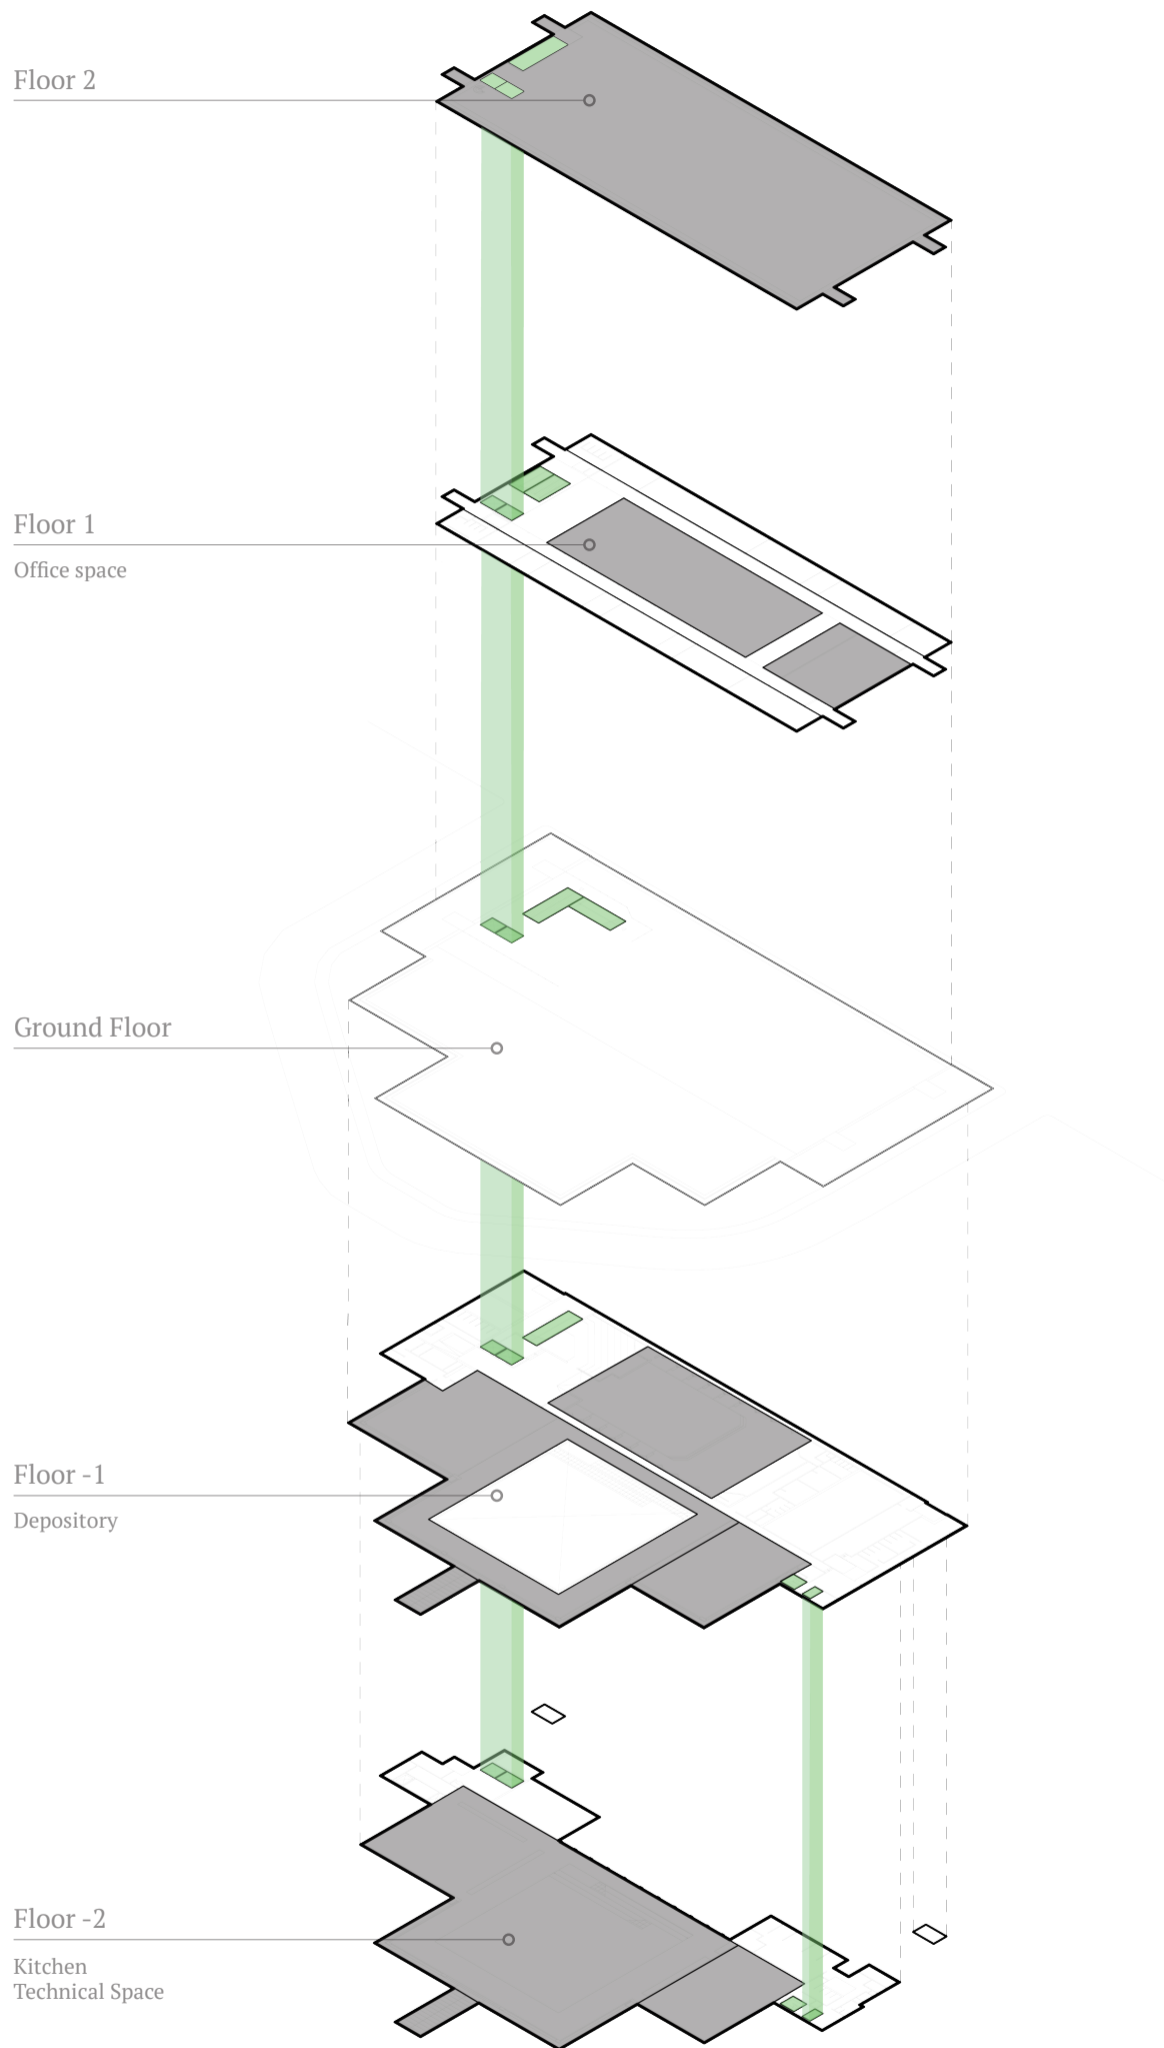 Floor 2
Floor 1
Office space
Ground Floor
Floor -1
Depository
Floor -2
Kitchen
Technical Space